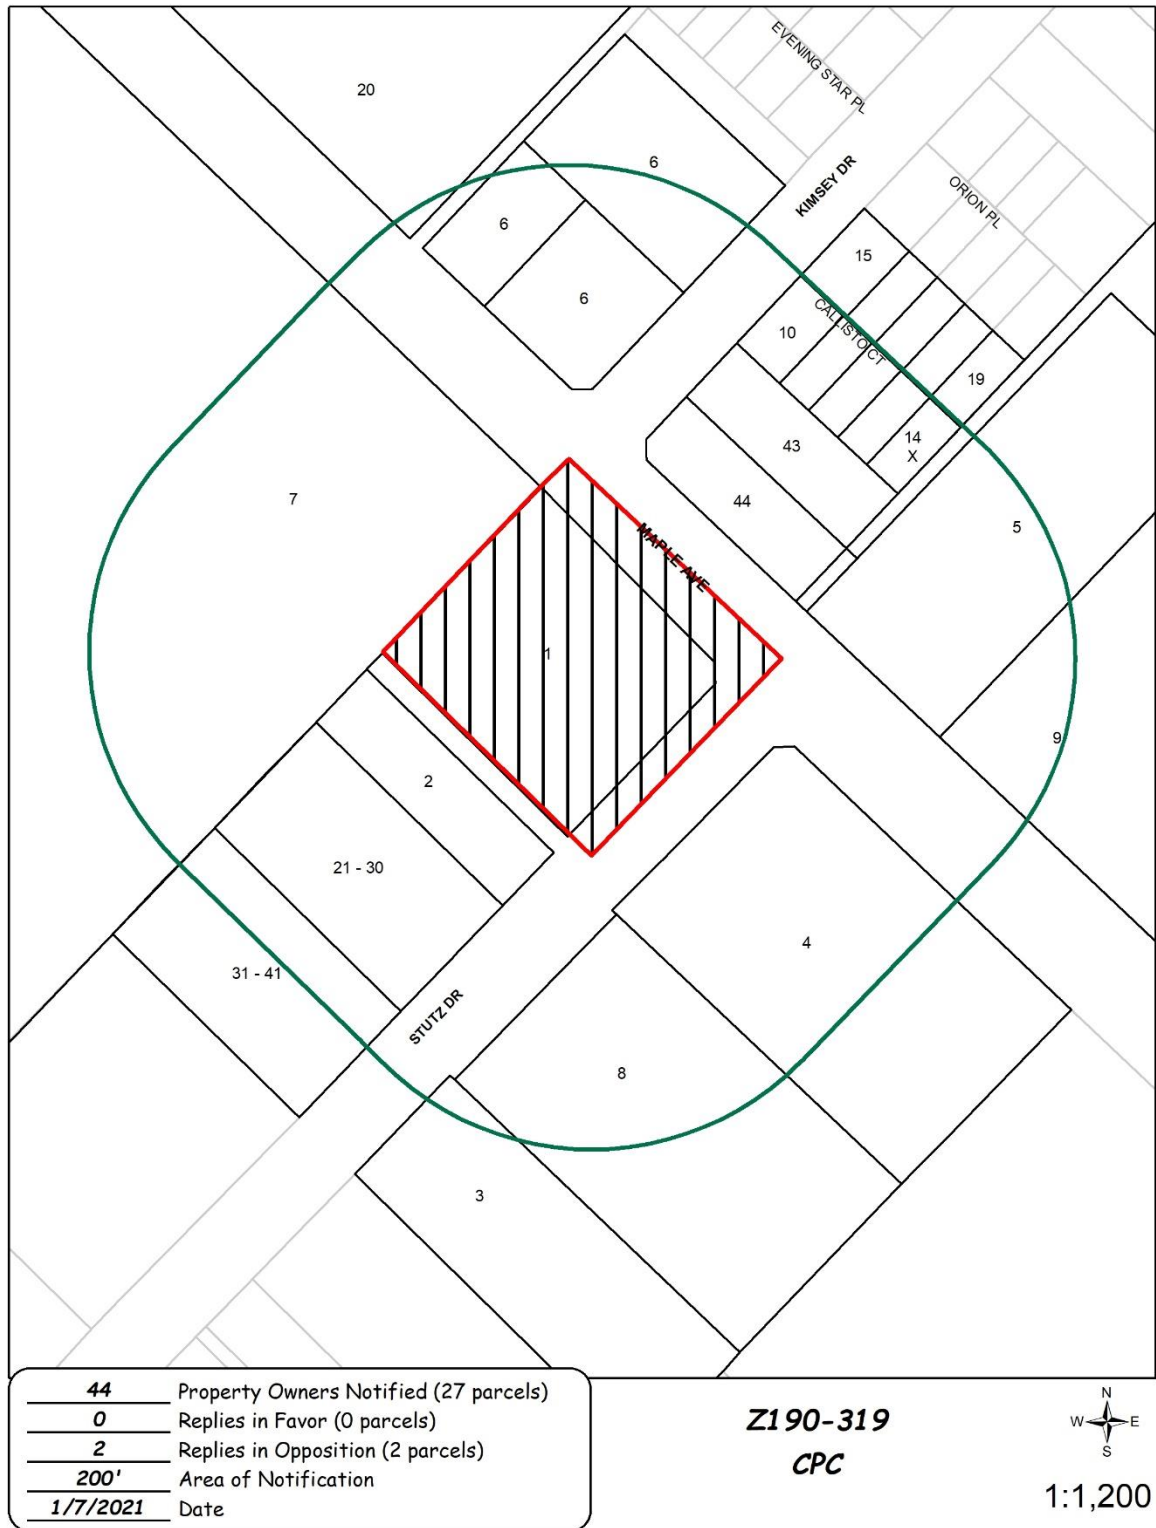 EVENING STAR PL
20
6
KIMSEY DR
ORION PL
6
15
6
10
CALLISTO CT
19
43
14
X
7
44
5
MAPLE AVE
1
9
2
21 - 30
4
31 - 41
STUTZ DR
8
3
44 Property Owners Notified (27 parcels)
0 Replies in Favor (0 parcels)
2 Replies in Opposition (2 parcels)
200' Area of Notification
1/7/2021 Date
Z190-319
CPC
N
W E
S
1:1,200